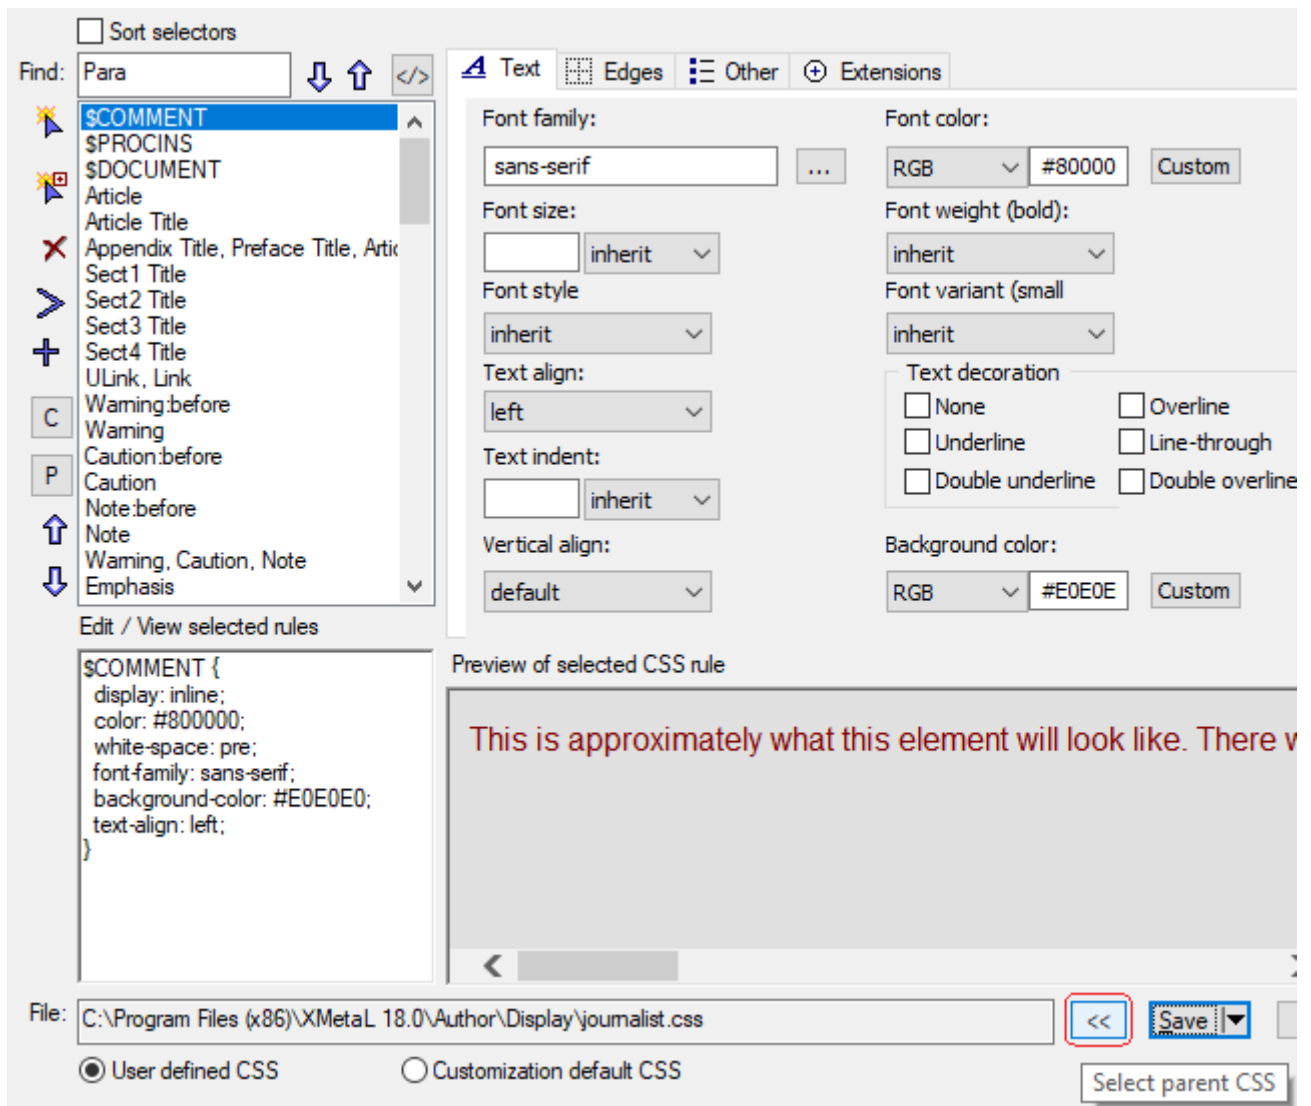 Sort selectors
Find: Para </> Text Edges Other Extensions
$COMMENT
$PROCINS
$DOCUMENT
Article
Article Title
Appendix Title, Preface Title, Artic
Sect1 Title
Sect2 Title
Sect3 Title
Sect4 Title
ULink, Link
Warning:before
Warning
Caution:before
Caution
Note:before
Note
Warning, Caution, Note
Emphasis
C
P
Font family:
sans-serif ...
Font size:
inherit
Font style
inherit
Text align:
left
Text indent:
inherit
Vertical align:
default
Font color:
RGB #80000 Custom
Font weight (bold):
inherit
Font variant (small
inherit
Text decoration
None Overline
Underline Line-through
Double underline Double overline
Background color:
RGB #E0E0E Custom
Edit / View selected rules
$COMMENT {
display: inline;
color: #800000;
white-space: pre;
font-family: sans-serif;
background-color: #E0E0E0;
text-align: left;
}
Preview of selected CSS rule
This is approximately what this element will look like. There w
File: C:\Program Files (x86)\XMetaL 18.0\Author\Display\journalist.css << Save
User defined CSS Customization default CSS
Select parent CSS